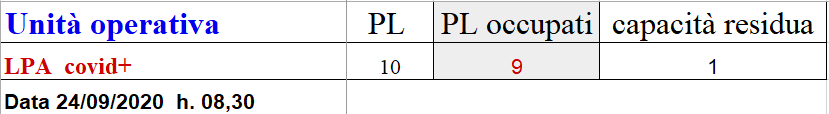 Unità operativa PL PL occupati capacità residua
LPA covid+ 10 9 1
Data 24/09/2020 h. 08,30